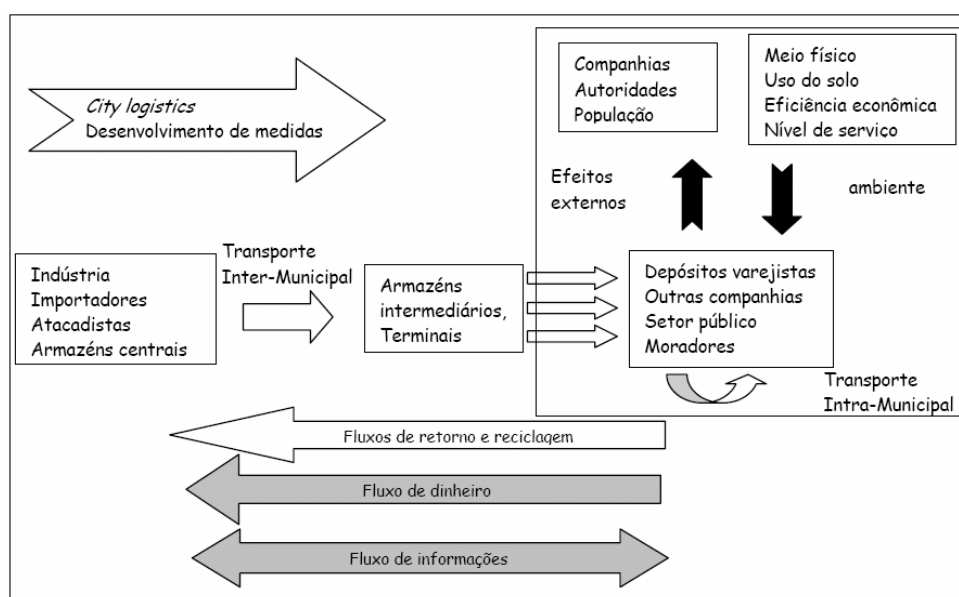 City logistics
Desenvolvimento de medidas
Companhias
Autoridades
População
Meio físico
Uso do solo
Eficiência econômica
Nível de serviço
Efeitos
externos
ambiente
Transporte
Inter-Municipal
Indústria
Importadores
Atacadistas
Armazéns centrais
Armazéns
intermediários,
Terminais
Depósitos varejistas
Outras companhias
Setor público
Moradores
Transporte
Intra-Municipal
Fluxos de retorno e reciclagem
Fluxo de dinheiro
Fluxo de informações